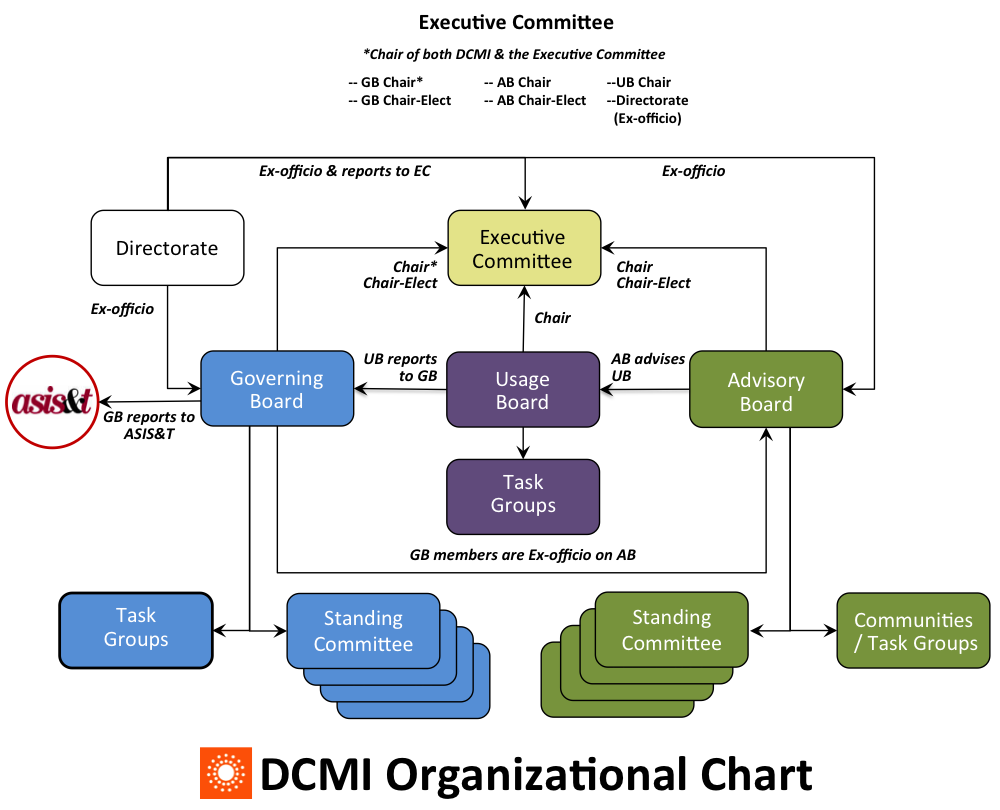 Executive Committee
*Chair of both DCMI & the Executive Committee
-- GB Chair* -- AB Chair --UB Chair
-- GB Chair-Elect -- AB Chair-Elect --Directorate
(Ex-officio)
Ex-officio & reports to EC
Ex-officio
Directorate
Executive
Committee
Chair*
Chair-Elect
Chair
Chair-Elect
Ex-officio
Chair
asis&t
GB reports to
ASIS&T
Governing
Board
UB reports
to GB
Usage
Board
AB advises
UB
Advisory
Board
Task
Groups
GB members are Ex-officio on AB
Task
Groups
Standing
Committee
Standing
Committee
Communities
/ Task Groups
DCMI Organizational Chart